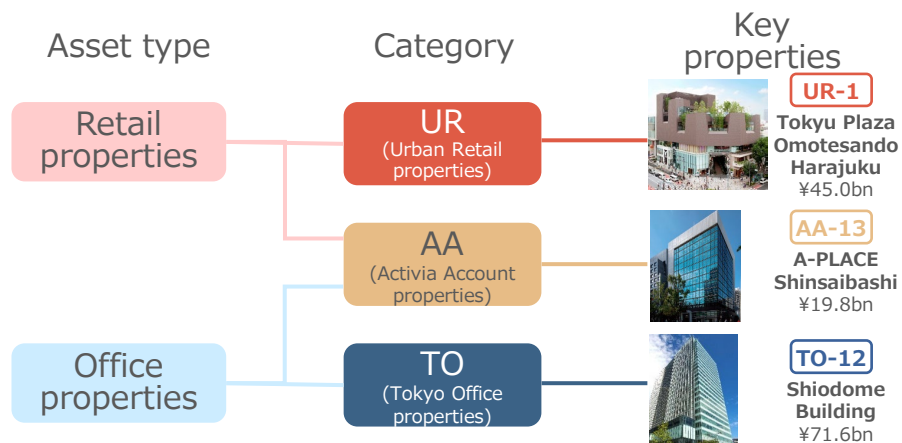 Asset type
Category
Key
properties
Retail
properties
UR
(Urban Retail
properties)
UR-1
Tokyu Plaza
Omotesando
Harajuku
¥45.0bn
AA
(Activia Account
properties)
AA-13
A-PLACE
Shinsaibashi
¥19.8bn
Office
properties
TO
(Tokyo Office
properties)
TO-12
Shiodome
Building
¥71.6bn